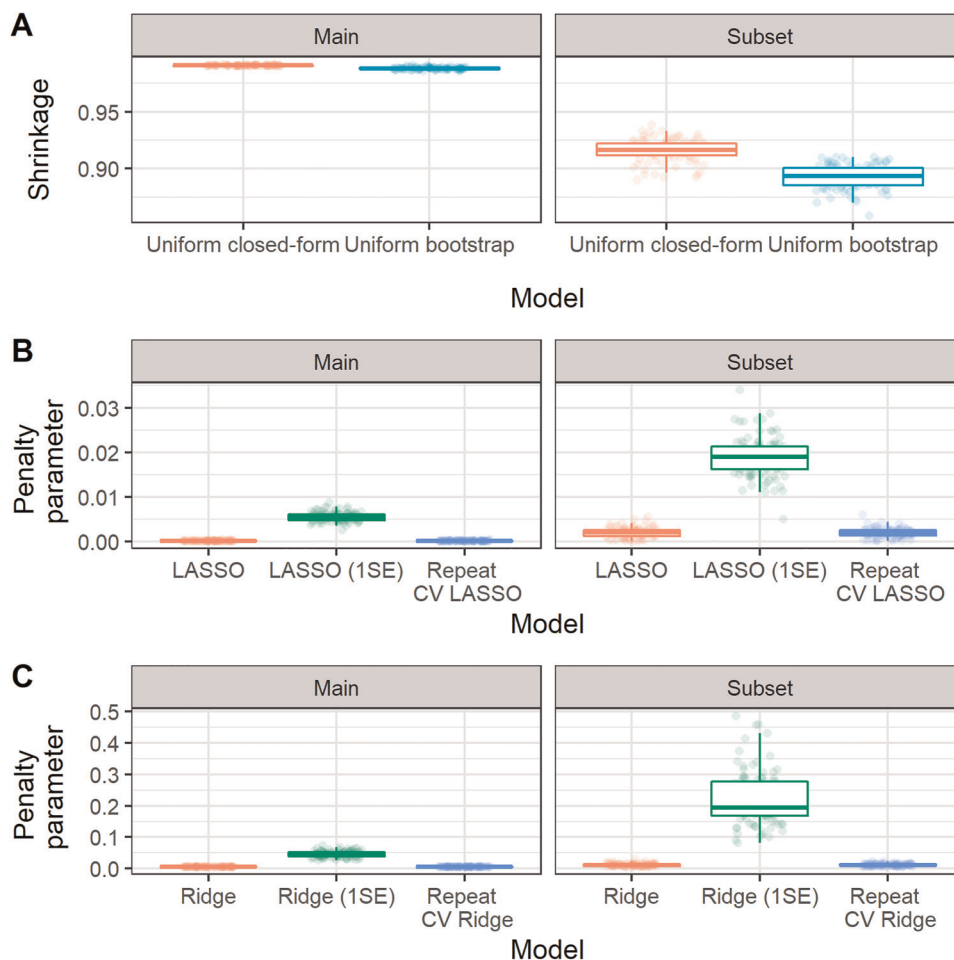 A
Main
Subset
Shrinkage
0.95
0.90
Uniform closed-form
Uniform bootstrap
Uniform closed-form
Uniform bootstrap
Model
B
Main
Subset
Penalty
parameter
0.03
0.02
0.01
0.00
LASSO
LASSO (1SE)
Repeat
CV LASSO
LASSO
LASSO (1SE)
Repeat
CV LASSO
Model
C
Main
Subset
Penalty
parameter
0.5
0.4
0.3
0.2
0.1
0.0
Ridge
Ridge (1SE)
Repeat
CV Ridge
Ridge
Ridge (1SE)
Repeat
CV Ridge
Model